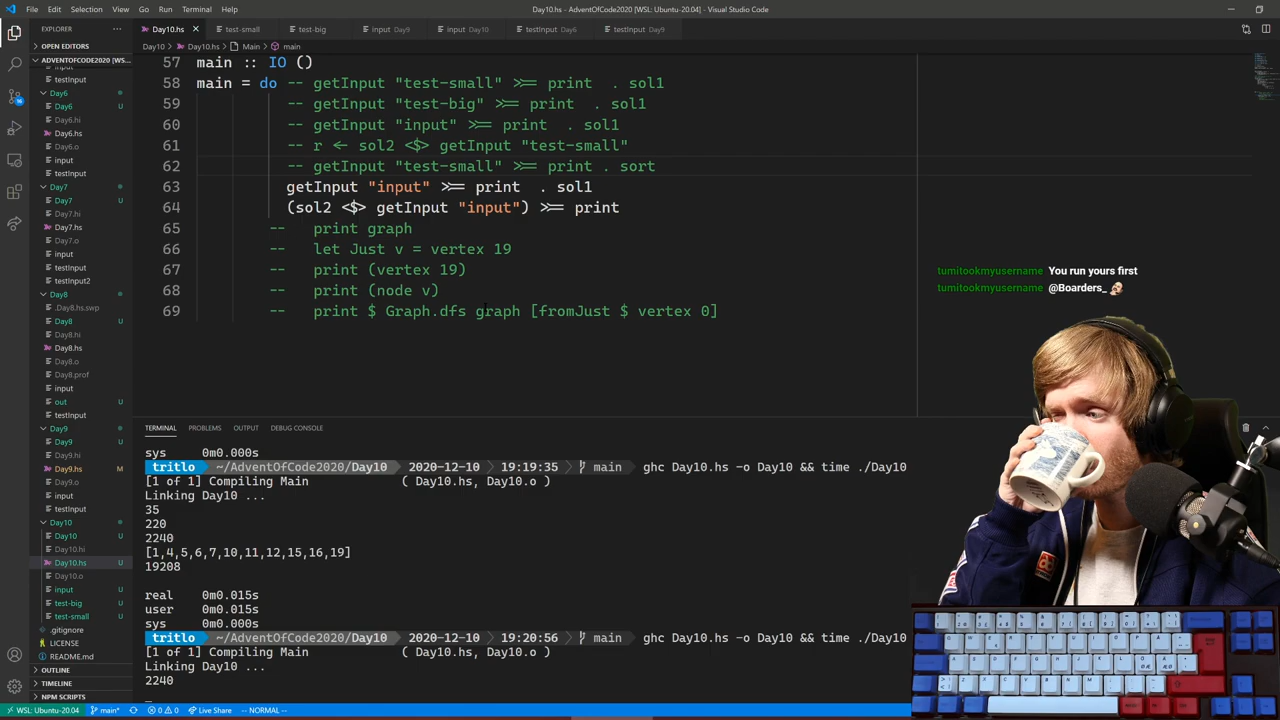 File Edit Selection View Go Run Terminal Help
Day10.hs - AdventOfCode2020 [WSL: Ubuntu-20.04] - Visual Studio Code
EXPLORER
OPEN EDITORS
ADVENTOFCODE2020 [WS...
input
testInput
Day6
Day6 U
Day6.hi
Day6.hs
Day6.o
input
testInput
Day7
Day7 U
Day7.hi
Day7.hs
Day7.o
input
testInput
testInput2
Day8
.Day8.hs.swp
Day8 U
Day8.hi
Day8.hs
Day8.o
Day8.prof
input
out U
testInput
Day9
Day9 U
Day9.hi
Day9.hs M
Day9.o
input
testInput
Day10
Day10 U
Day10.hi
Day10.hs U
Day10.o
input U
test-big U
test-small U
.gitignore
LICENSE
README.md
OUTLINE
TIMELINE
NPM SCRIPTS
Day10.hs test-small test-big input Day9 input Day10 testInput Day6 testInput Day9
Day10 > Day10.hs > Main > main
57 main :: IO ()
58 main = do -- getInput "test-small" >>= print . sol1
59 -- getInput "test-big" >>= print . sol1
60 -- getInput "input" >>= print . sol1
61 -- r <- sol2 <$> getInput "test-small"
62 -- getInput "test-small" >>= print . sort
63 getInput "input" >>= print . sol1
64 (sol2 <$> getInput "input") >>= print
65 -- print graph
66 -- let Just v = vertex 19
67 -- print (vertex 19)
68 -- print (node v)
69 -- print $ Graph.dfs graph [fromJust $ vertex 0]
tumitookmyusername You run yours first
tumitookmyusername @Boarders_
TERMINAL PROBLEMS OUTPUT DEBUG CONSOLE
sys 0m0.000s
tritlo ~/AdventOfCode2020/Day10 2020-12-10 19:19:35 main ghc Day10.hs -o Day10 && time ./Day10
[1 of 1] Compiling Main ( Day10.hs, Day10.o )
Linking Day10 ...
35
220
2240
[1,4,5,6,7,10,11,12,15,16,19]
19208
real 0m0.015s
user 0m0.015s
sys 0m0.000s
tritlo ~/AdventOfCode2020/Day10 2020-12-10 19:20:56 main ghc Day10.hs -o Day10 && time ./Day10
[1 of 1] Compiling Main ( Day10.hs, Day10.o )
Linking Day10 ...
2240
WSL: Ubuntu-20.04 main* 0 0 Live Share -- NORMAL --